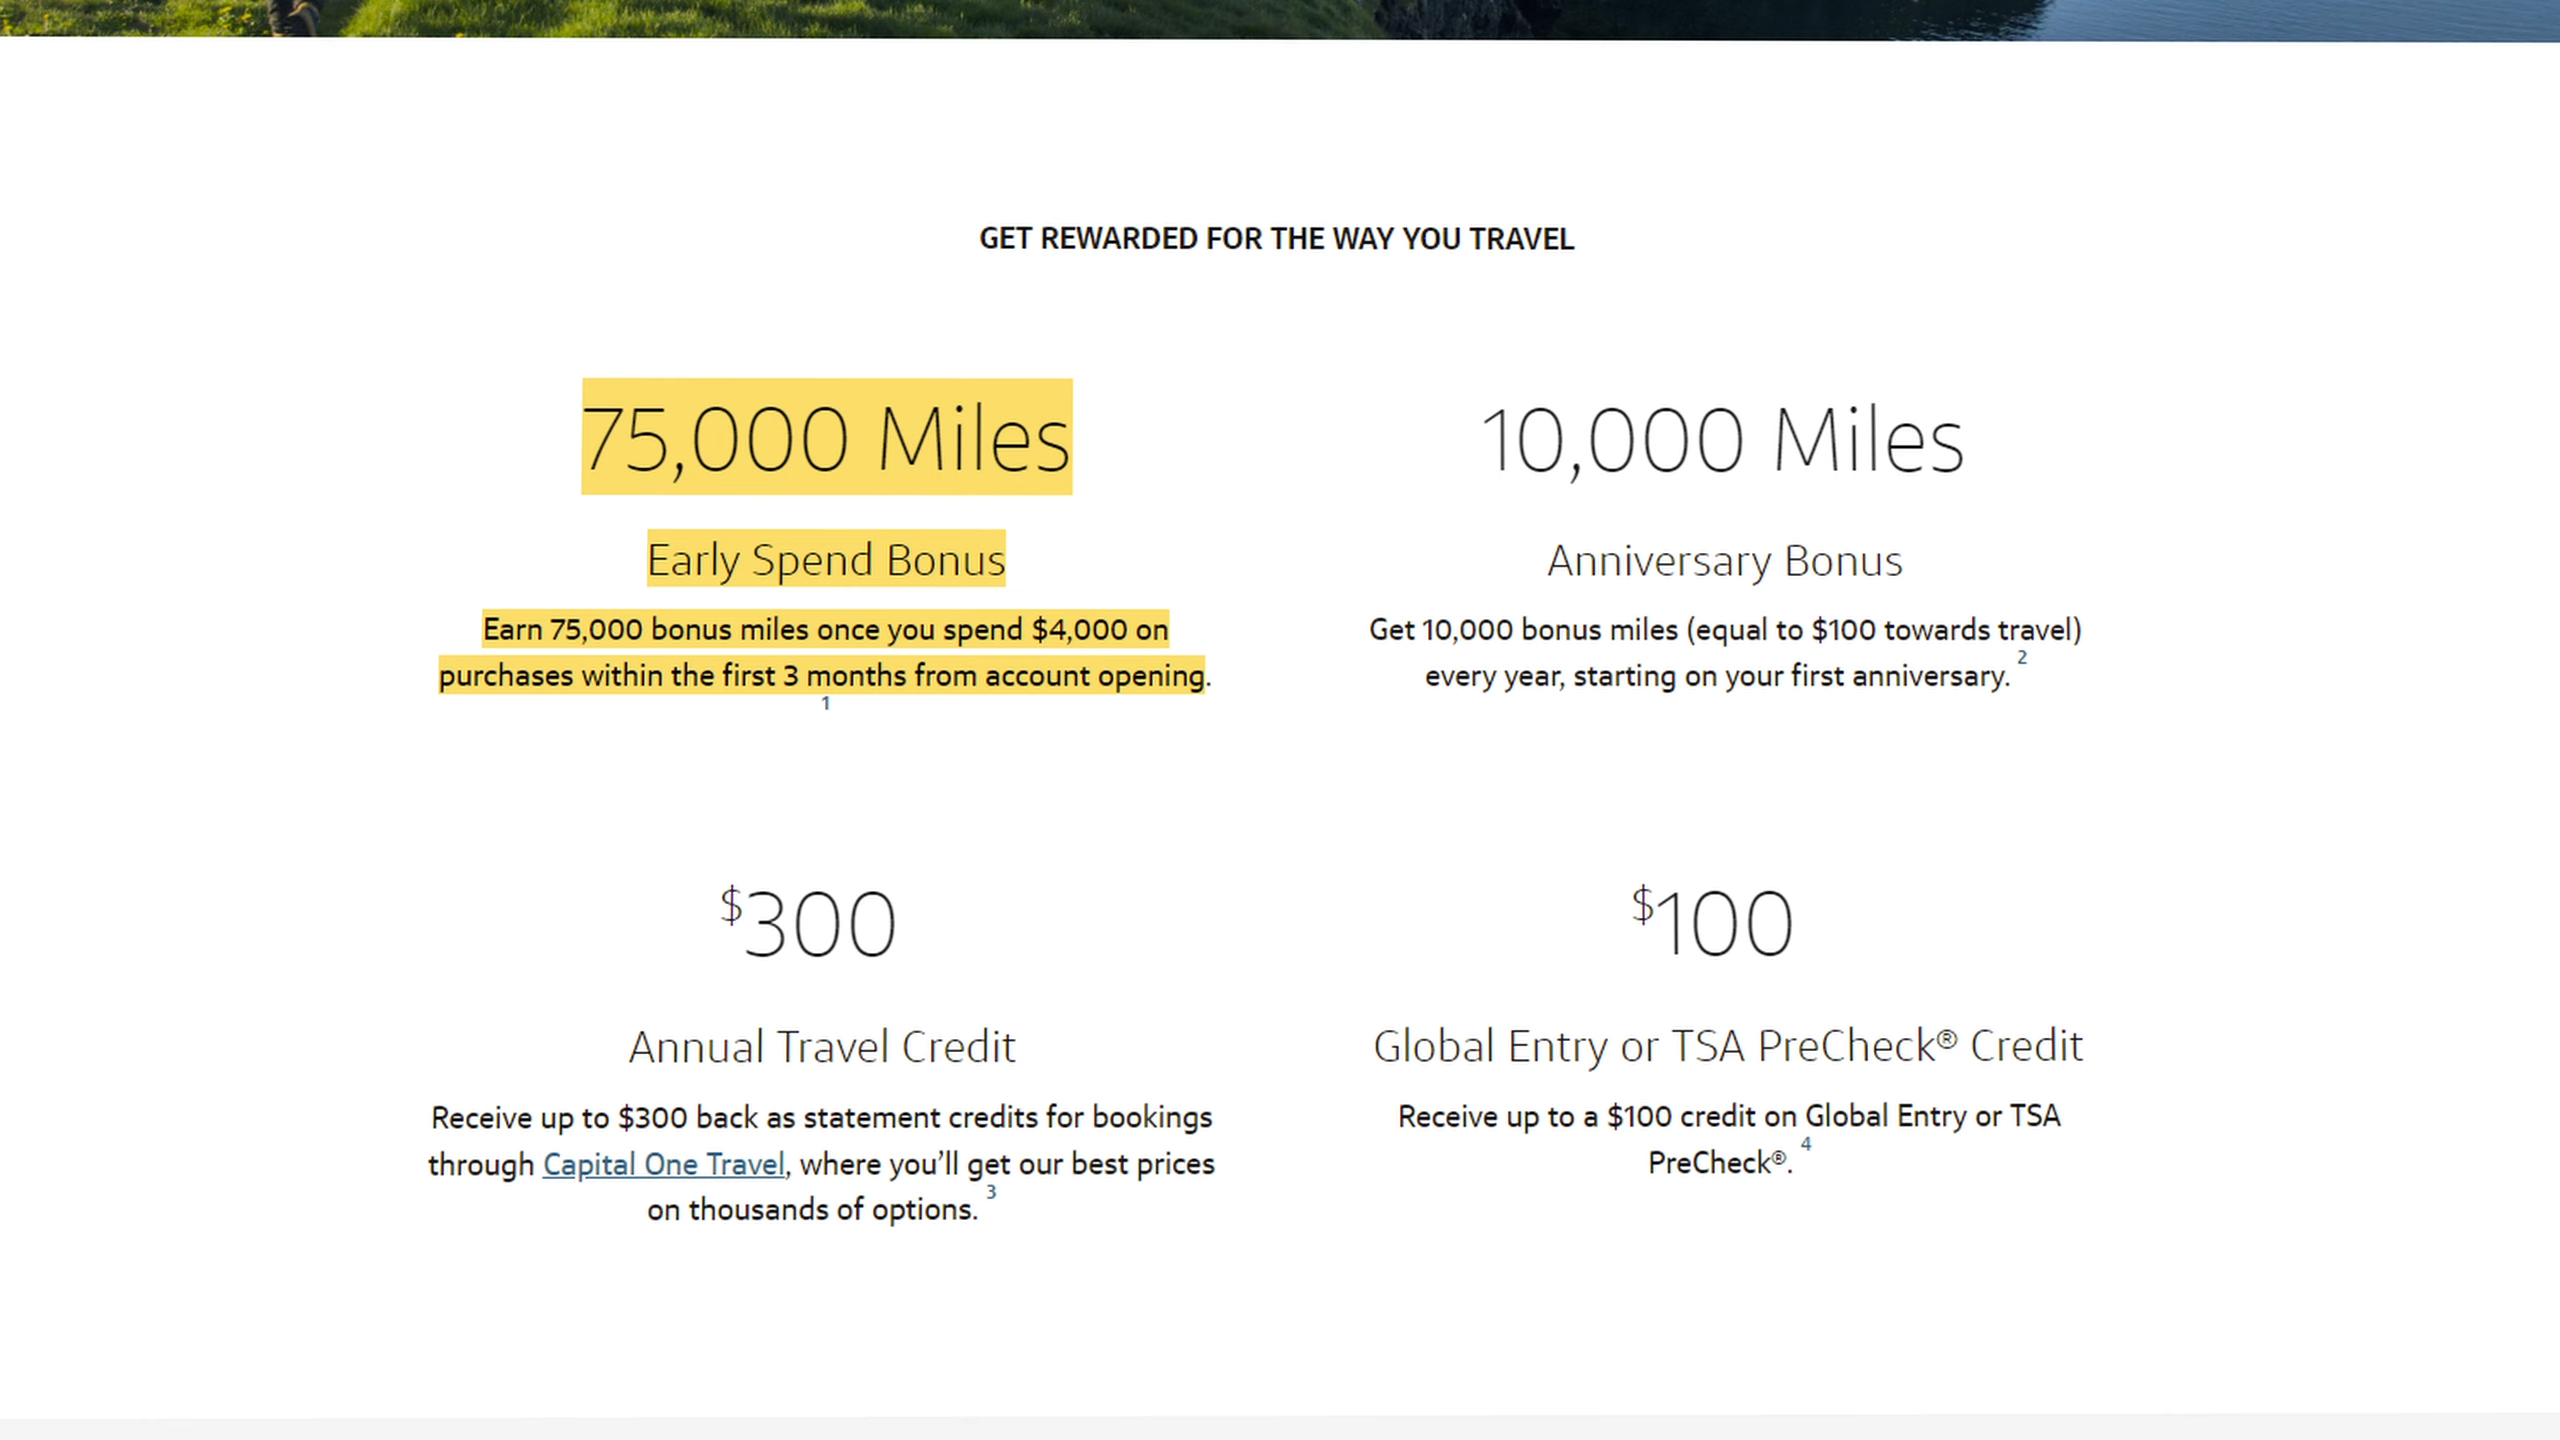 GET REWARDED FOR THE WAY YOU TRAVEL
75,000 Miles
Early Spend Bonus
Earn 75,000 bonus miles once you spend $4,000 on
purchases within the first 3 months from account opening.
1
10,000 Miles
Anniversary Bonus
Get 10,000 bonus miles (equal to $100 towards travel)
every year, starting on your first anniversary. 2
$300
Annual Travel Credit
Receive up to $300 back as statement credits for bookings
through Capital One Travel, where you'll get our best prices
on thousands of options. 3
$100
Global Entry or TSA PreCheck® Credit
Receive up to a $100 credit on Global Entry or TSA
PreCheck®. 4